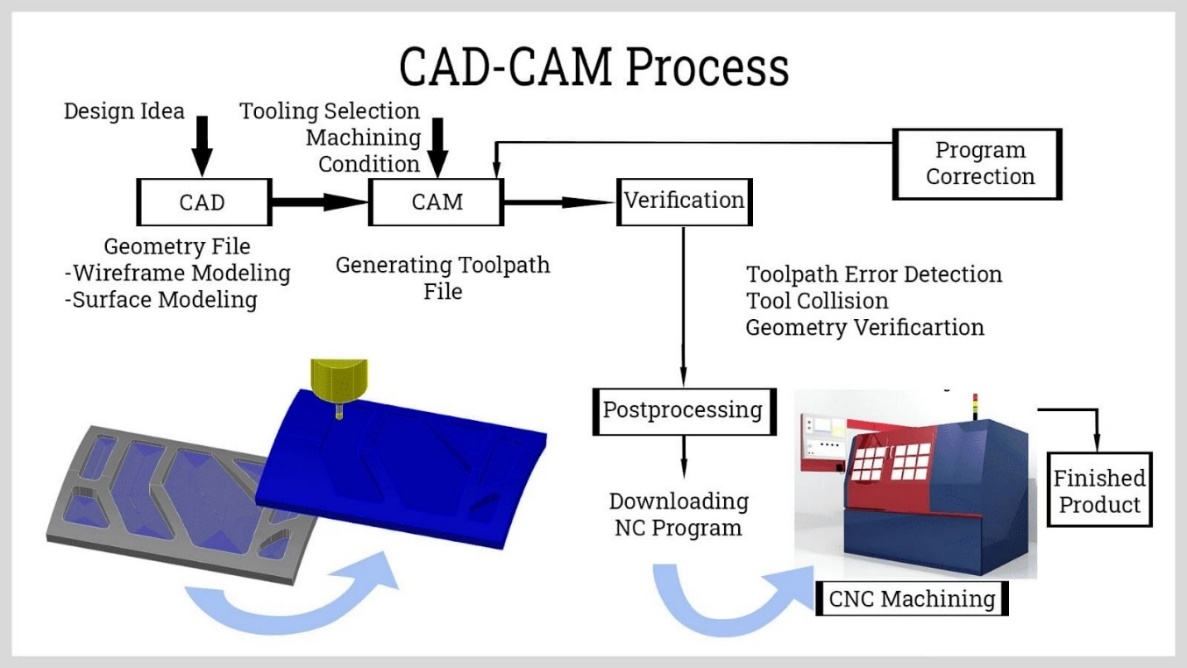 CAD-CAM Process
Design Idea
Tooling Selection
Machining
Condition
Program
Correction
CAD
CAM
Verification
Geometry File
-Wireframe Modeling
-Surface Modeling
Generating Toolpath
File
Toolpath Error Detection
Tool Collision
Geometry Verificartion
Postprocessing
Downloading
NC Program
Finished
Product
CNC Machining